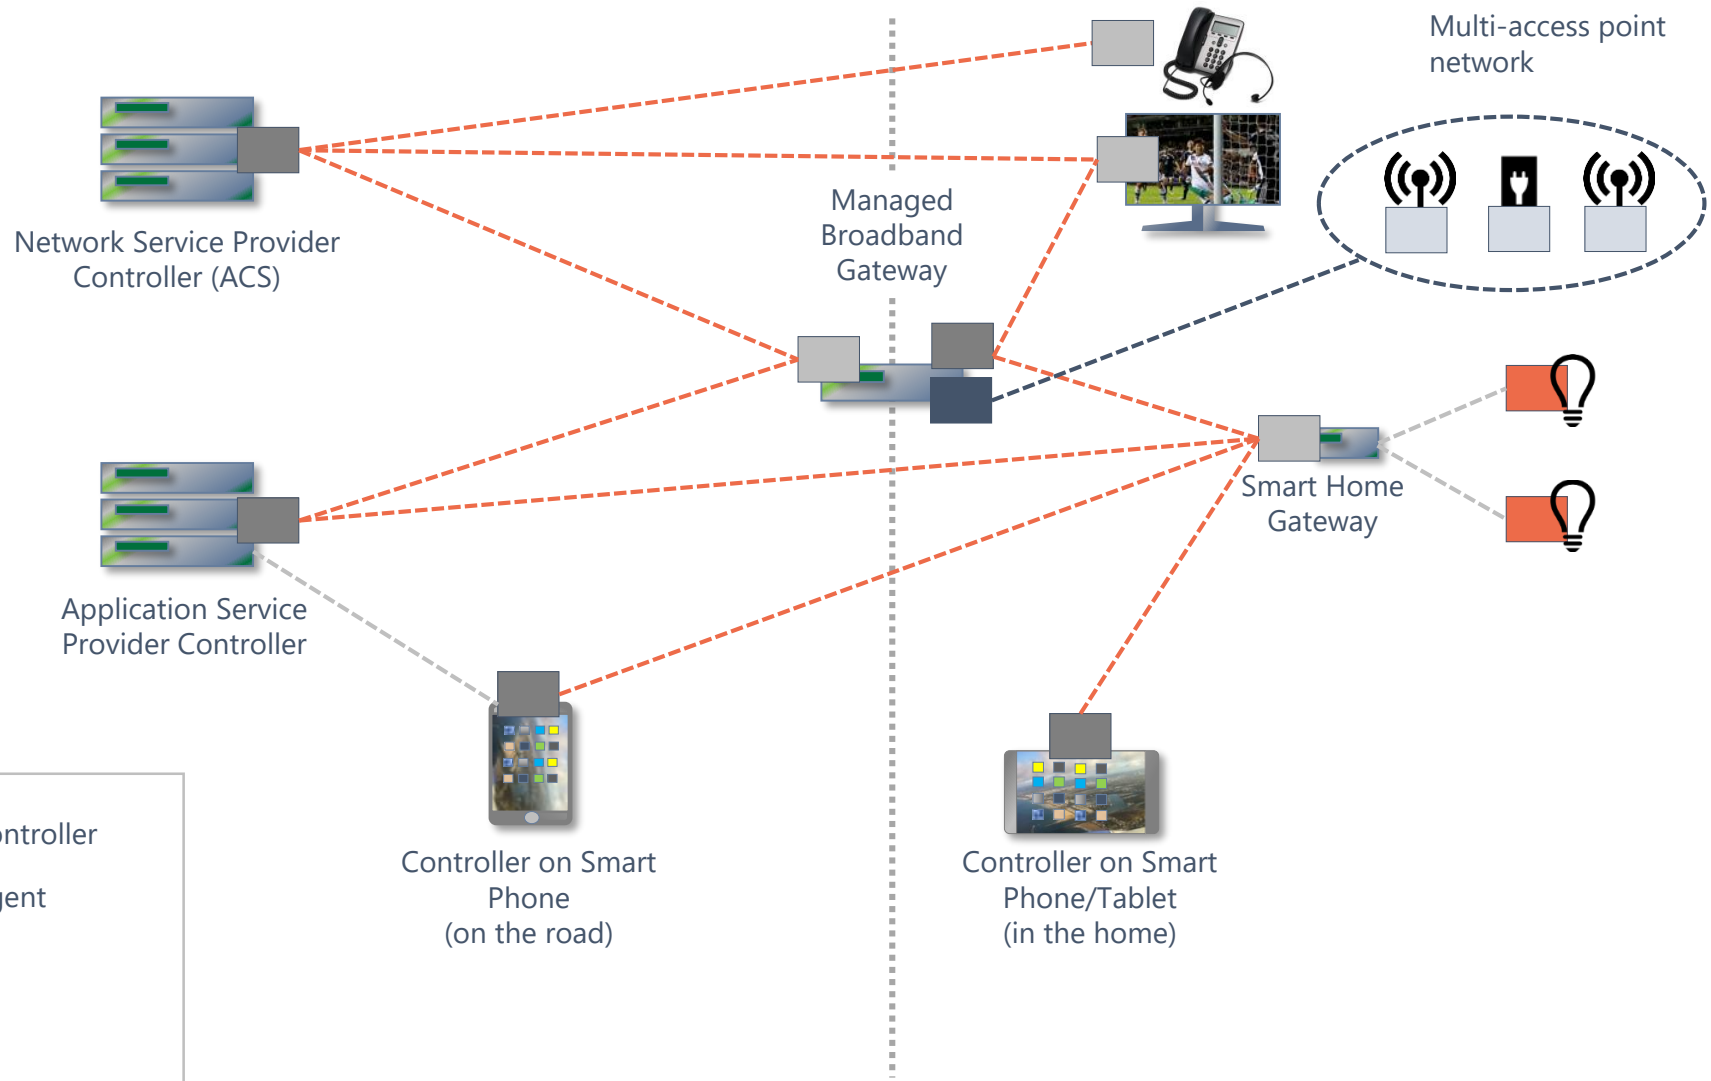 Multi-access point
network
Managed
Broadband
Gateway
Network Service Provider
Controller (ACS)
Smart Home
Gateway
Application Service
Provider Controller
ontroller
gent
Controller on Smart
Phone
(on the road)
Controller on Smart
Phone/Tablet
(in the home)